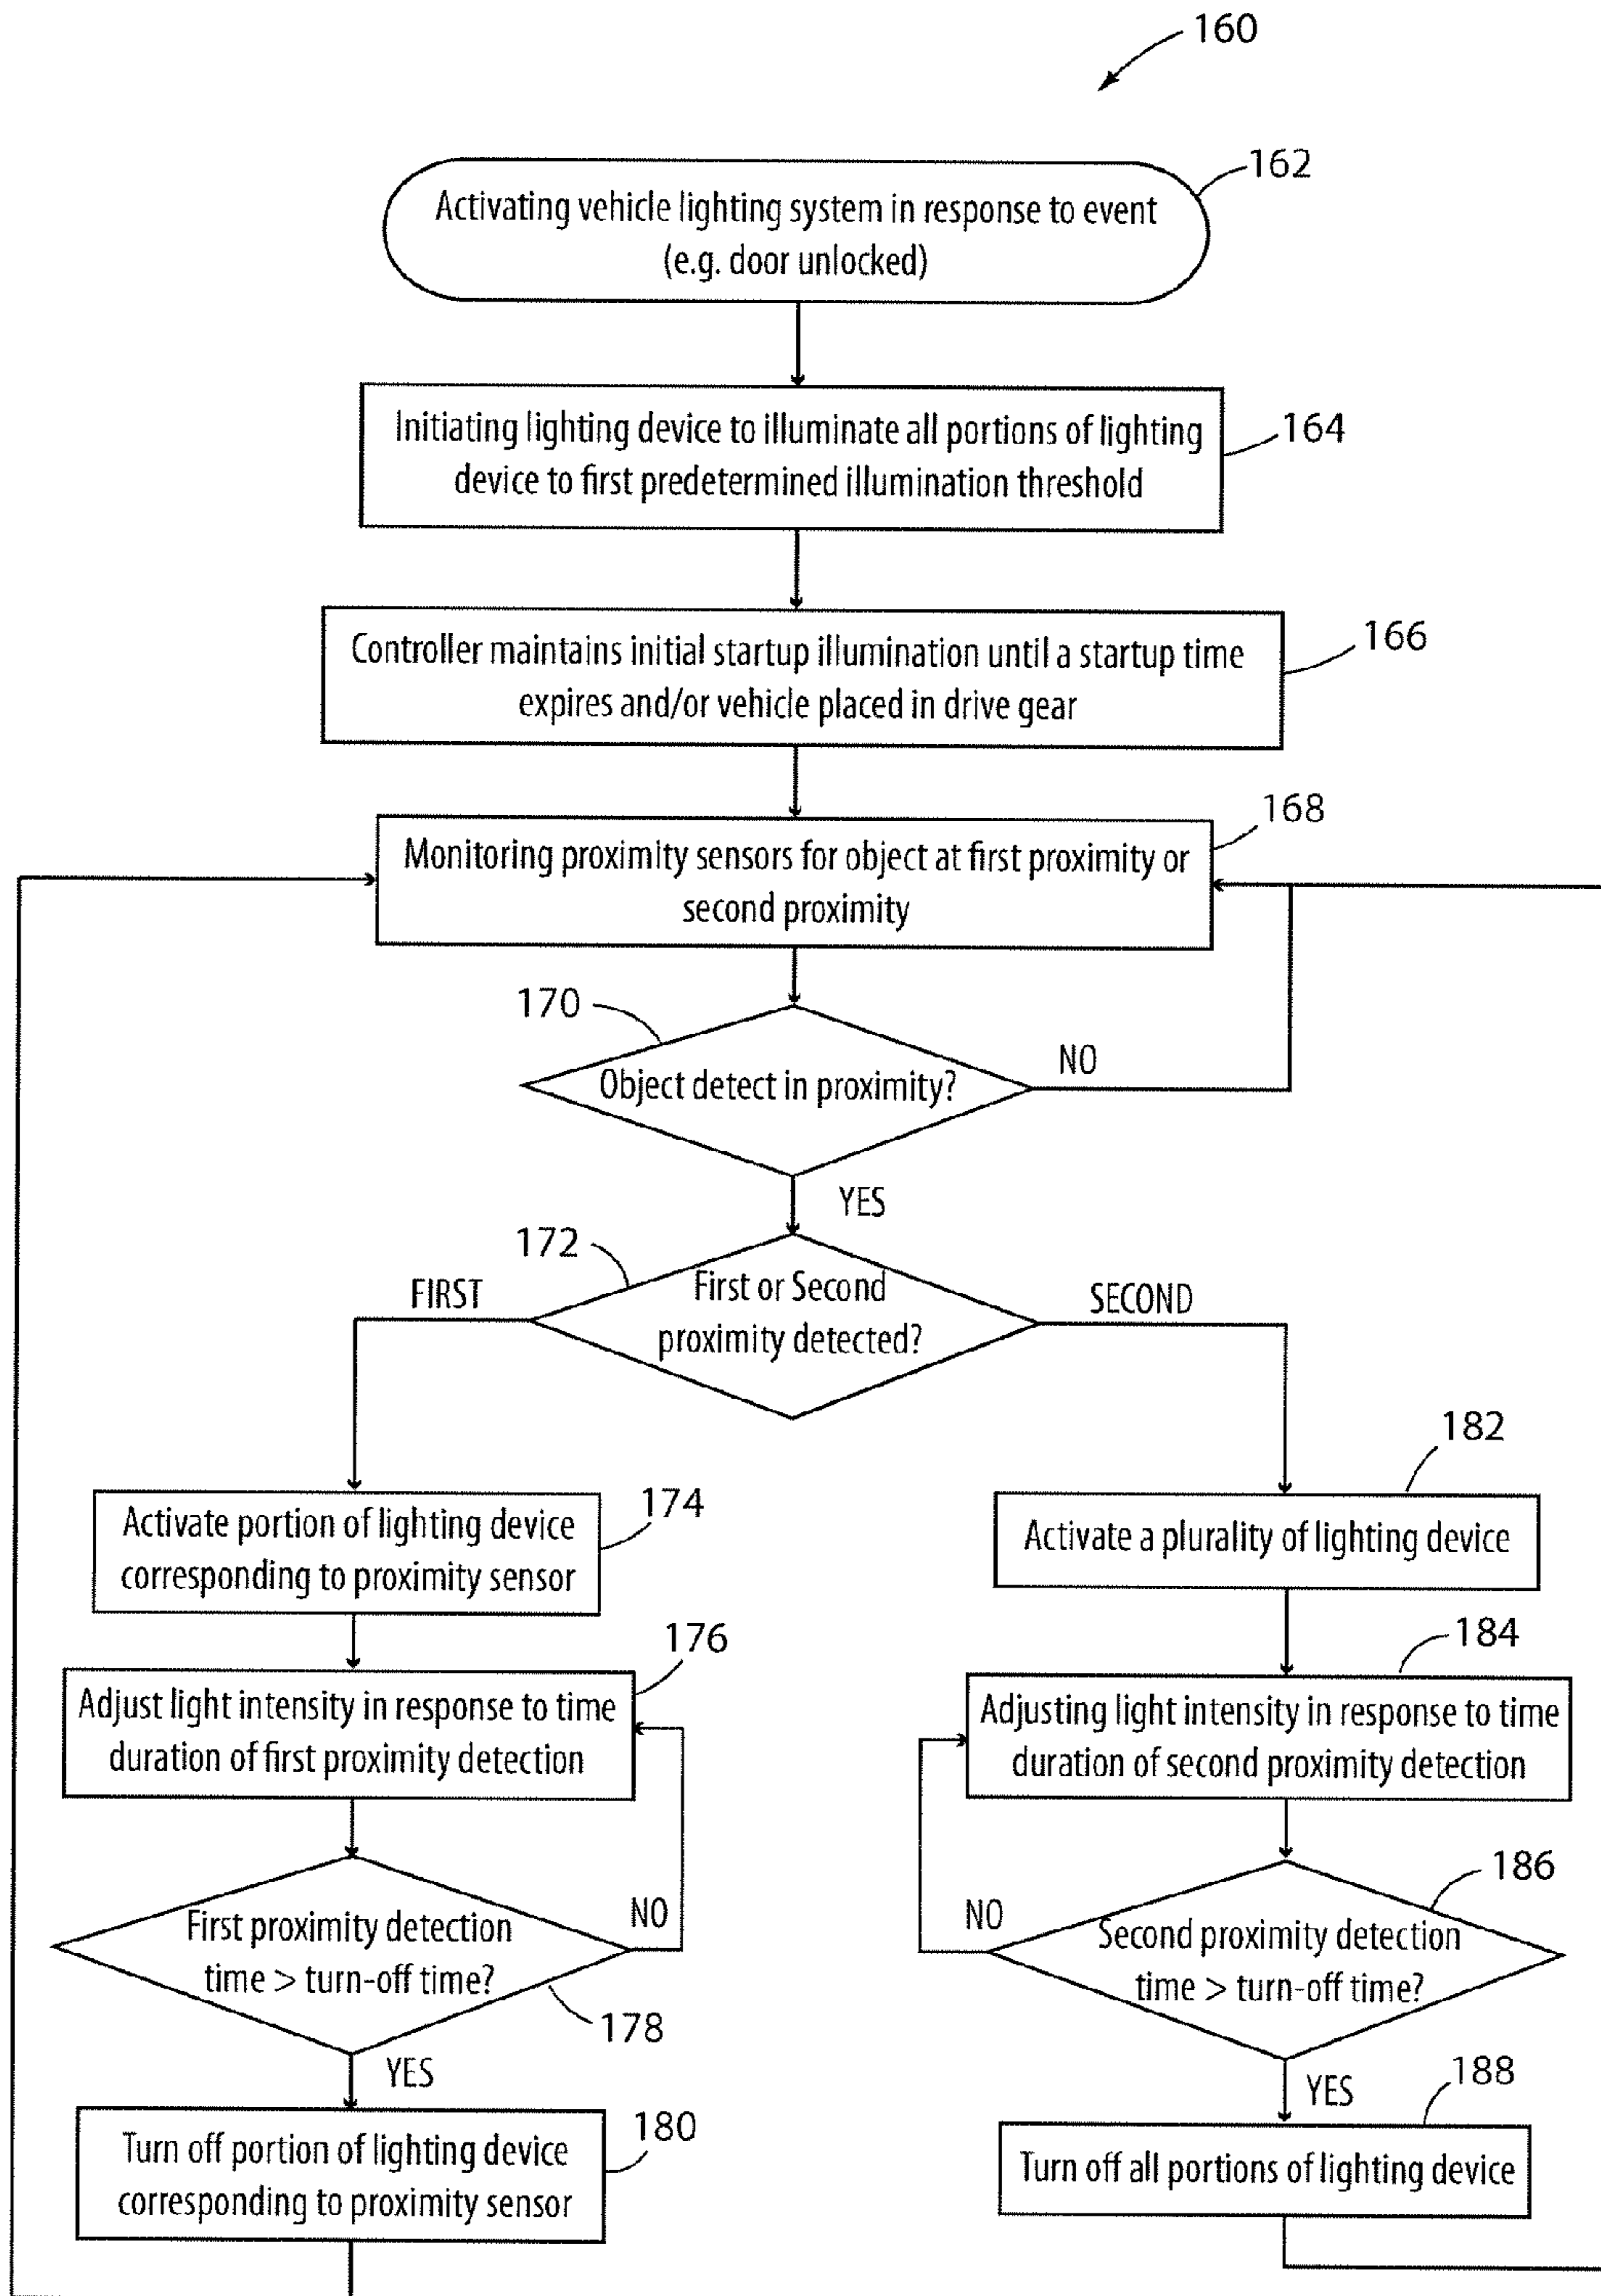 160
162
Activating vehicle lighting system in response to event
(e.g. door unlocked)
Initiating lighting device to illuminate all portions of lighting
device to first predetermined illumination threshold
164
Controller maintains initial startup illumination until a startup time
expires and/or vehicle placed in drive gear
166
168
Monitoring proximity sensors for object at first proximity or
second proximity
170
Object detect in proximity?
NO
YES
172
First or Second
proximity detected?
FIRST
SECOND
174
Activate portion of lighting device
corresponding to proximity sensor
176
Adjust light intensity in response to time
duration of first proximity detection
First proximity detection
time > turn-off time?
NO
178
YES
180
Turn off portion of lighting device
corresponding to proximity sensor
182
Activate a plurality of lighting device
184
Adjusting light intensity in response to time
duration of second proximity detection
186
NO
Second proximity detection
time > turn-off time?
YES
188
Turn off all portions of lighting device